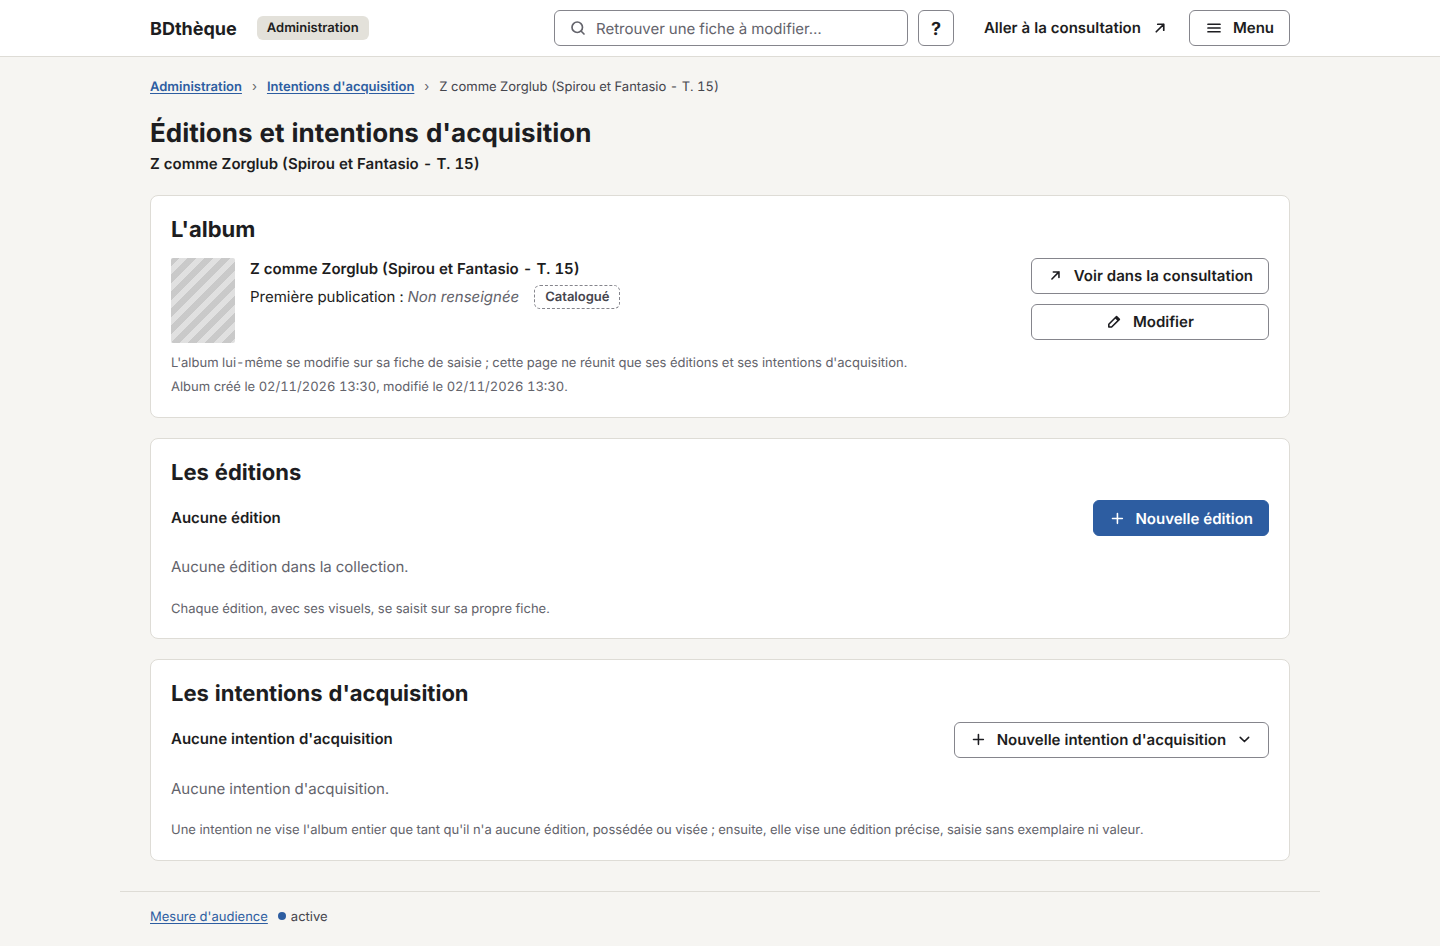 BDthèque Administration Retrouver une fiche à modifier... ? Aller à la consultation Menu
Administration › Intentions d'acquisition › Z comme Zorglub (Spirou et Fantasio - T. 15)
Éditions et intentions d'acquisition
Z comme Zorglub (Spirou et Fantasio - T. 15)
L'album
Z comme Zorglub (Spirou et Fantasio - T. 15)
Première publication : Non renseignée Catalogué
Voir dans la consultation
Modifier
L'album lui-même se modifie sur sa fiche de saisie ; cette page ne réunit que ses éditions et ses intentions d'acquisition.
Album créé le 02/11/2026 13:30, modifié le 02/11/2026 13:30.
Les éditions
Aucune édition
Nouvelle édition
Aucune édition dans la collection.
Chaque édition, avec ses visuels, se saisit sur sa propre fiche.
Les intentions d'acquisition
Aucune intention d'acquisition
Nouvelle intention d'acquisition
Aucune intention d'acquisition.
Une intention ne vise l'album entier que tant qu'il n'a aucune édition, possédée ou visée ; ensuite, elle vise une édition précise, saisie sans exemplaire ni valeur.
Mesure d'audience active